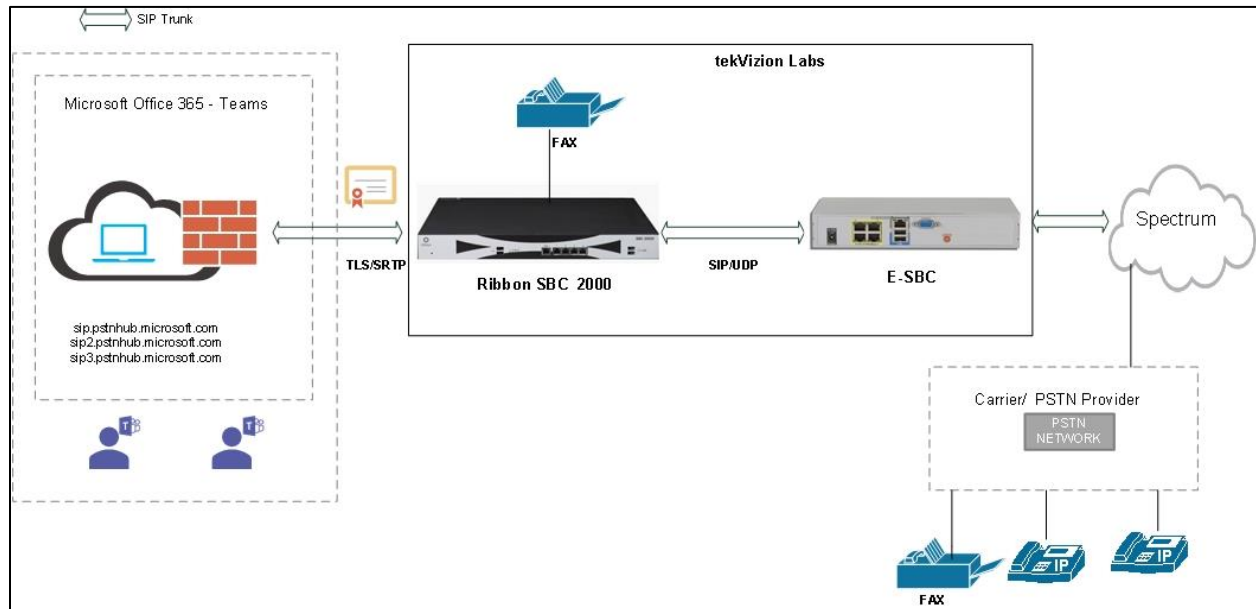 SIP Trunk
tekVizion Labs
Microsoft Office 365 - Teams
FAX
Spectrum
TLS/SRTP
SIP/UDP
Ribbon SBC 2000
E-SBC
sip.pstnhub.microsoft.com
sip2.pstnhub.microsoft.com
sip3.pstnhub.microsoft.com
Carrier/ PSTN Provider
PSTN
NETWORK
T
T
IP
IP
FAX